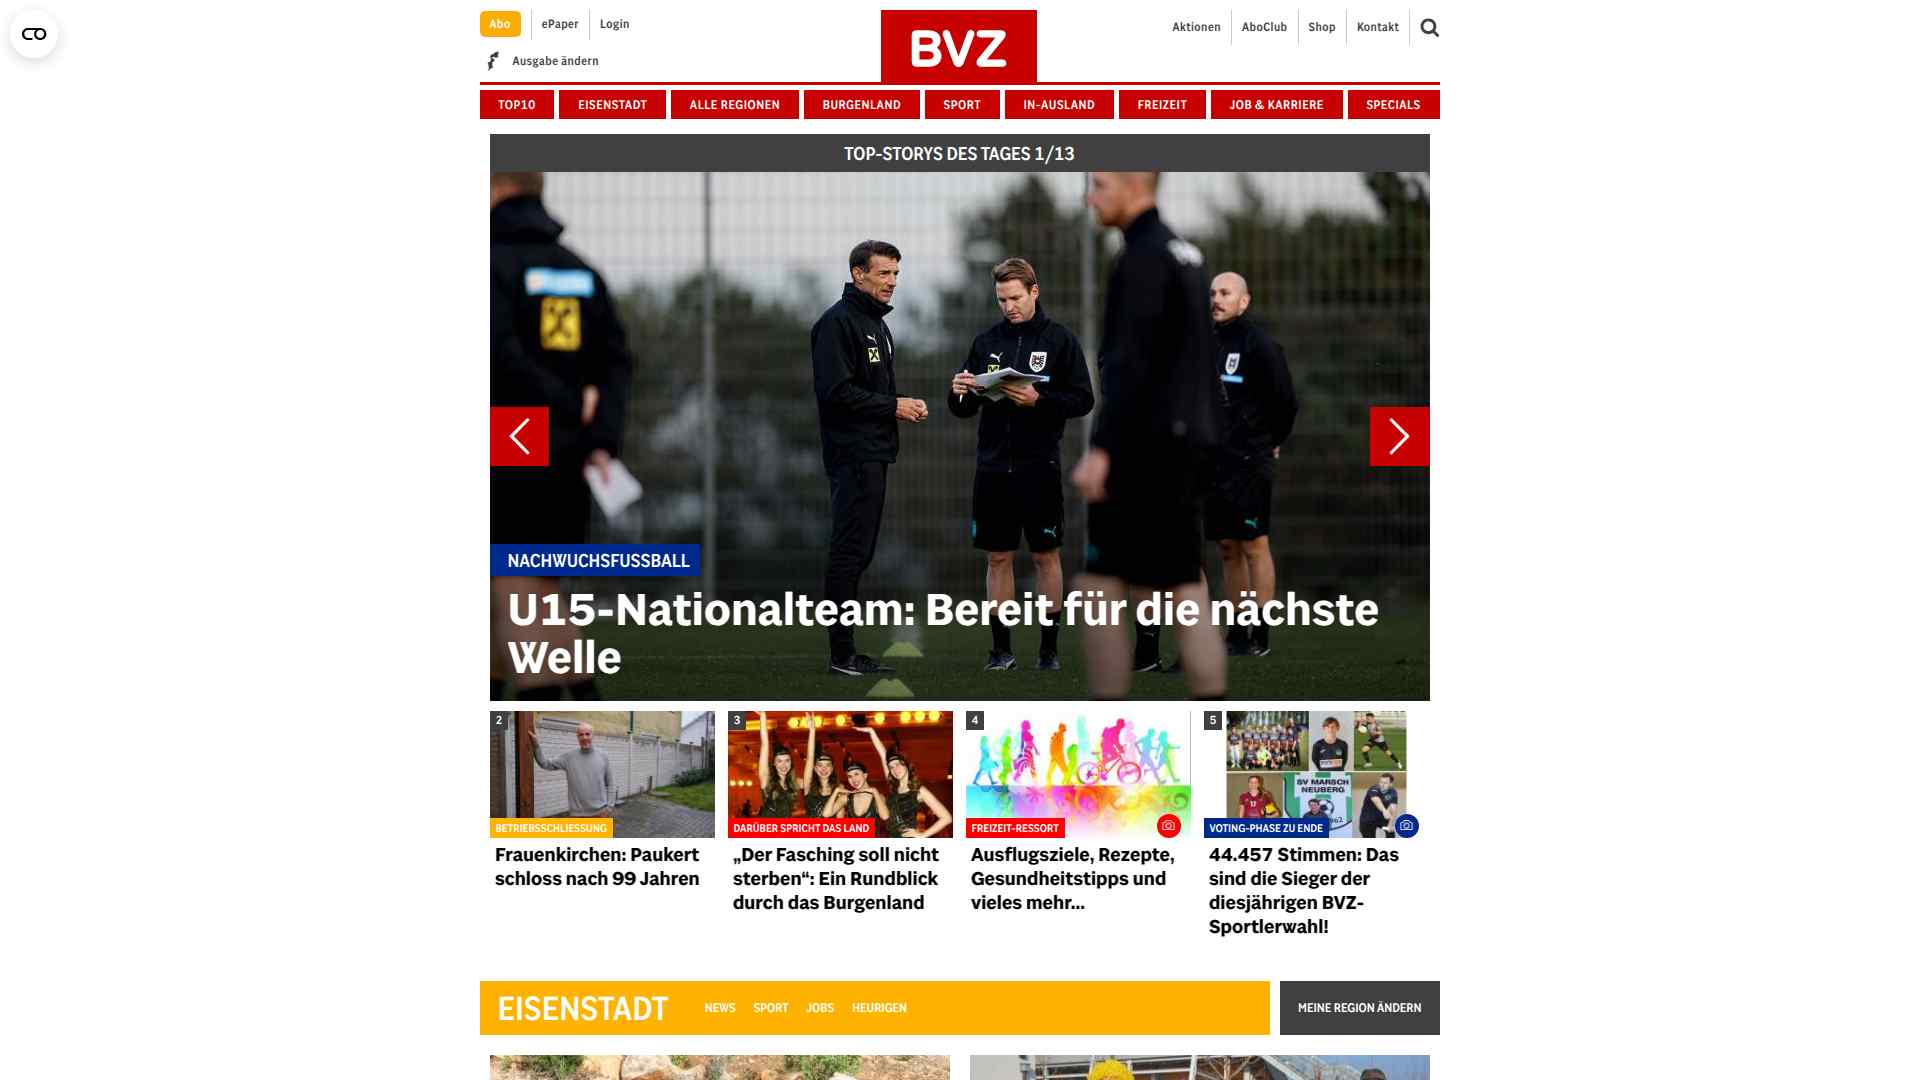 Abo
ePaper
Login
Aktionen
AboClub
Shop
Kontakt
Ausgabe ändern
BVZ
TOP10
EISENSTADT
ALLE REGIONEN
BURGENLAND
SPORT
IN-AUSLAND
FREIZEIT
JOB & KARRIERE
SPECIALS
TOP-STORYS DES TAGES 1/13
NACHWUCHSFUSSBALL
U15-Nationalteam: Bereit für die nächste
Welle
2
BETRIEBSSCHLIESSUNG
Frauenkirchen: Paukert
schloss nach 99 Jahren
3
DARÜBER SPRICHT DAS LAND
„Der Fasching soll nicht
sterben“: Ein Rundblick
durch das Burgenland
4
FREIZEIT-RESSORT
Ausflugsziele, Rezepte,
Gesundheitstipps und
vieles mehr...
5
SV MARSCH
NEUBERG
VOTING-PHASE ZU ENDE
44.457 Stimmen: Das
sind die Sieger der
diesjährigen BVZ-
Sportlerwahl!
EISENSTADT
NEWS
SPORT
JOBS
HEURIGEN
MEINE REGION ÄNDERN